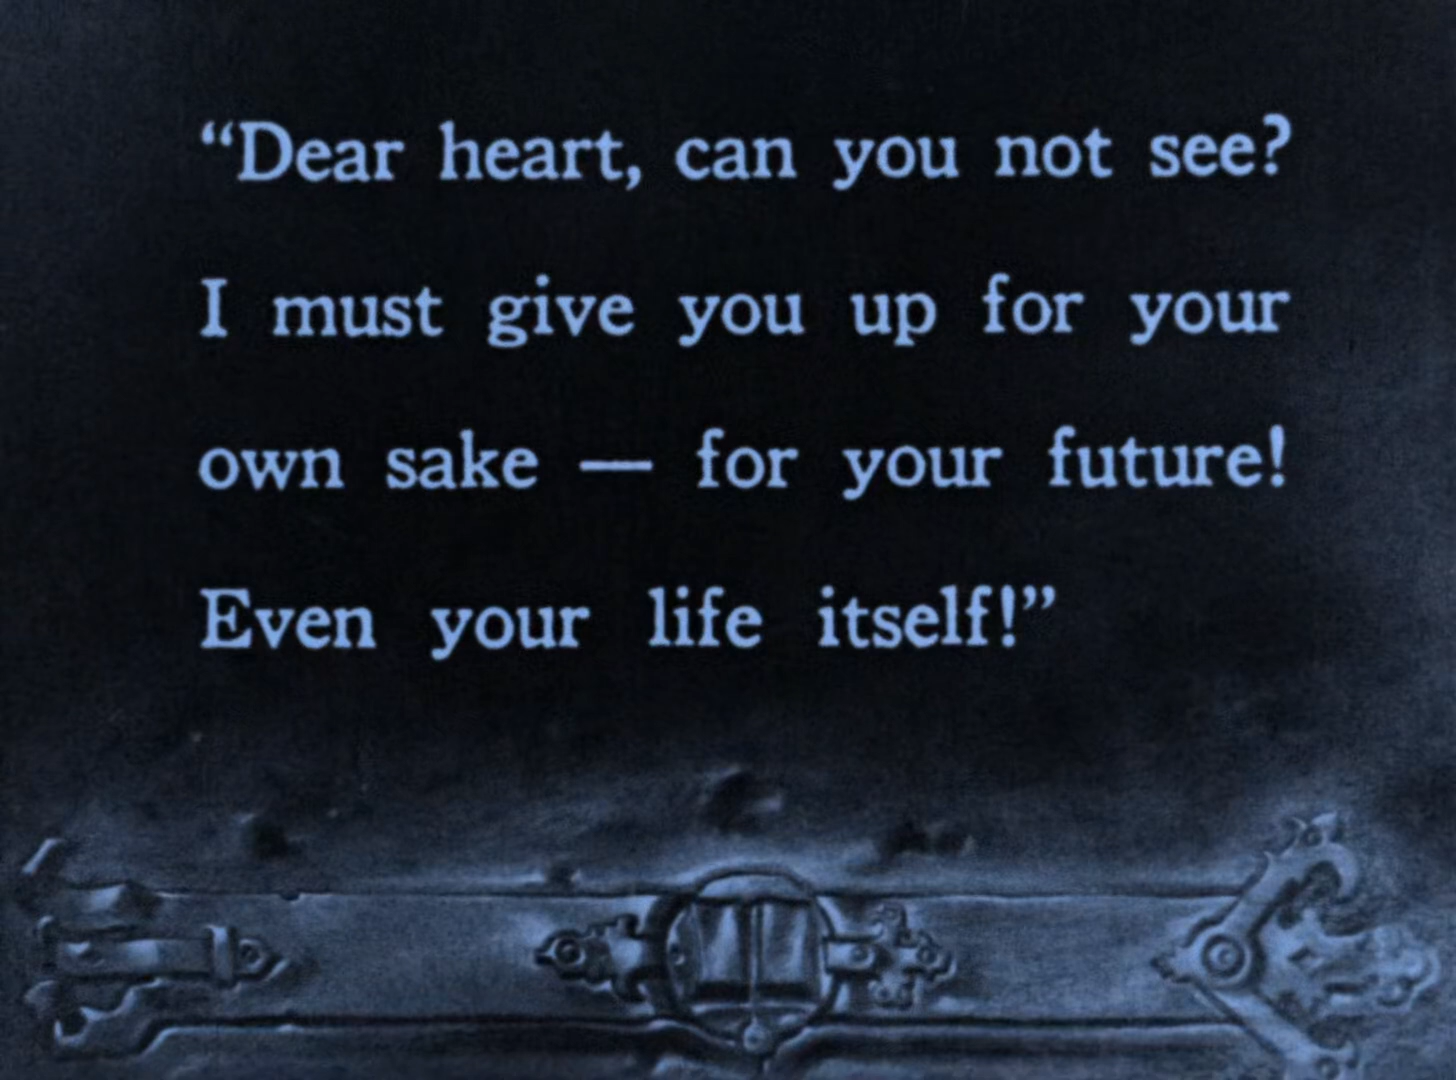 “Dear heart, can you not see?
I must give you up for your
own sake — for your future!
Even your life itself!”